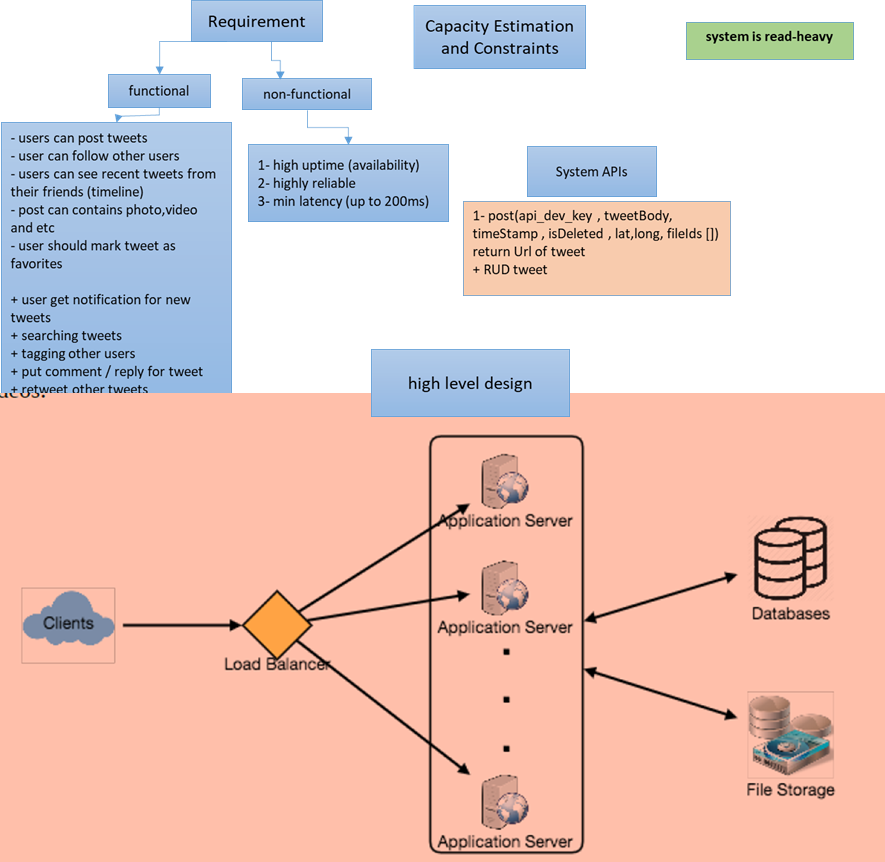 Requirement
Capacity Estimation
and Constraints
system is read-heavy
functional
non-functional
- users can post tweets
- user can follow other users
- users can see recent tweets from
their friends (timeline)
- post can contains photo,video
and etc
- user should mark tweet as
favorites
+ user get notification for new
tweets
+ searching tweets
+ tagging other users
+ put comment / reply for tweet
+ retweet other tweets
1- high uptime (availability)
2- highly reliable
3- min latency (up to 200ms)
System APIs
1- post(api_dev_key , tweetBody,
timeStamp , isDeleted , lat,long, fileIds [])
return Url of tweet
+ RUD tweet
high level design
Clients
Load Balancer
Application Server
Application Server
Application Server
Databases
File Storage